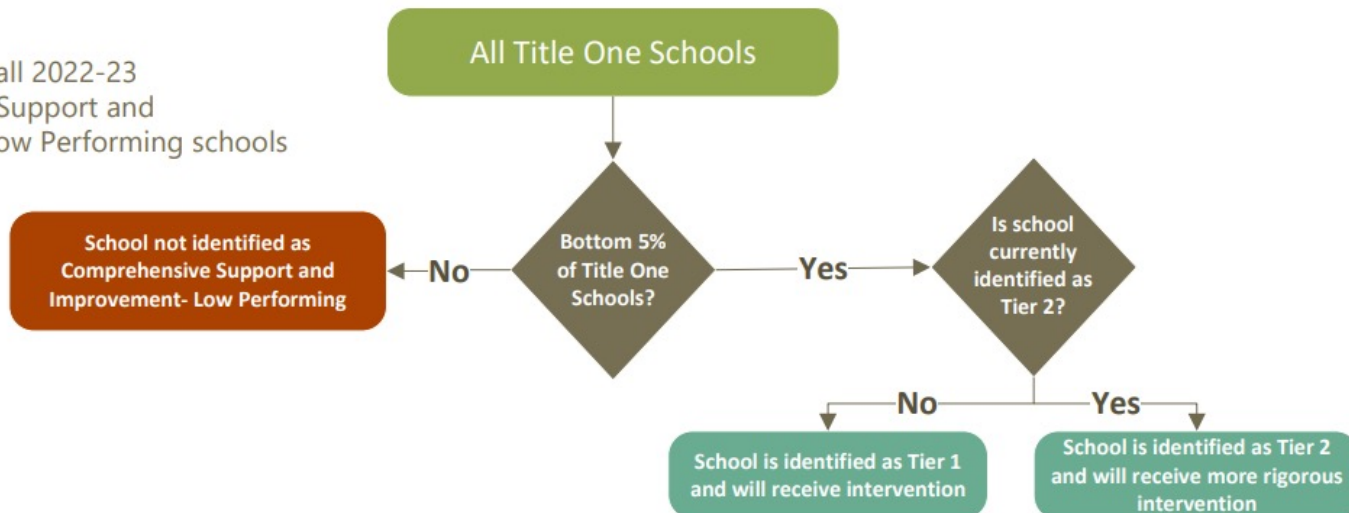 All Title One Schools
all 2022-23
Support and
ow Performing schools
School not identified as
Comprehensive Support and
Improvement- Low Performing
No
Bottom 5%
of Title One
Schools?
Yes
Is school
currently
identified as
Tier 2?
No
Yes
School is identified as Tier 1
and will receive intervention
School is identified as Tier 2
and will receive more rigorous
intervention